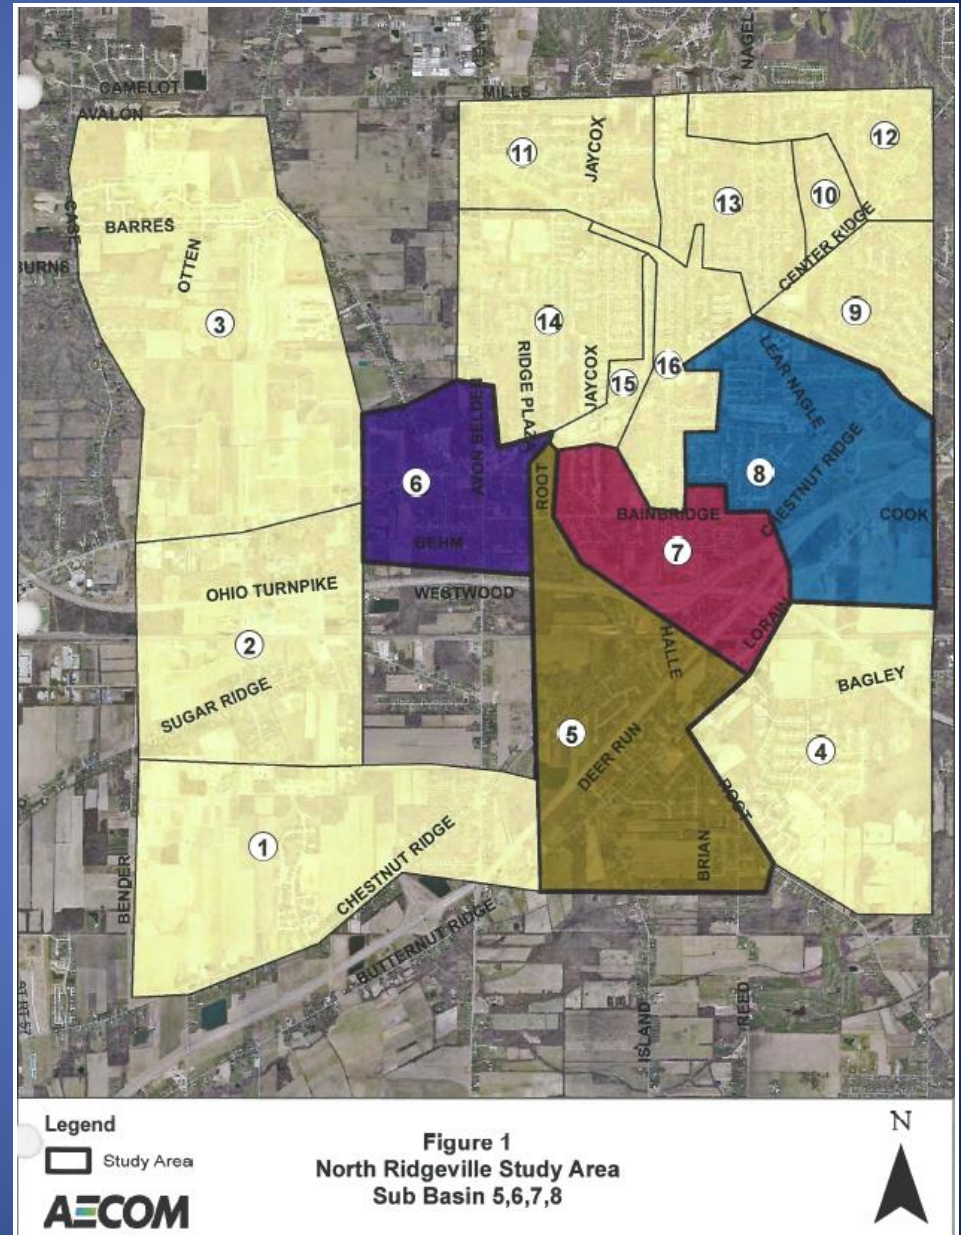 CENTER
NAGEL
CAMELOT
MILLS
AVALON
12
11
JAYCOX
10
13
CASE
BARRES
CENTER RIDGE
OTTEN
BURNS
9
3
14
LEAR NAGLE
RIDGE PLAZA
JAYCOX
16
15
AVON BELDEN
6
ROOT
8
CHESTNUT RIDGE
BAINBRIDGE
COOK
BEHM
7
OHIO TURNPIKE
WESTWOOD
LORAIN
2
HALLE
BAGLEY
SUGAR RIDGE
5
4
DEER RUN
ROOT
1
BRIAN
CHESTNUT RIDGE
BENDER
BUTTERNUT RIDGE
REED
ISLAND
Legend
Study Area
AECOM
Figure 1
North Ridgeville Study Area
Sub Basin 5,6,7,8
N